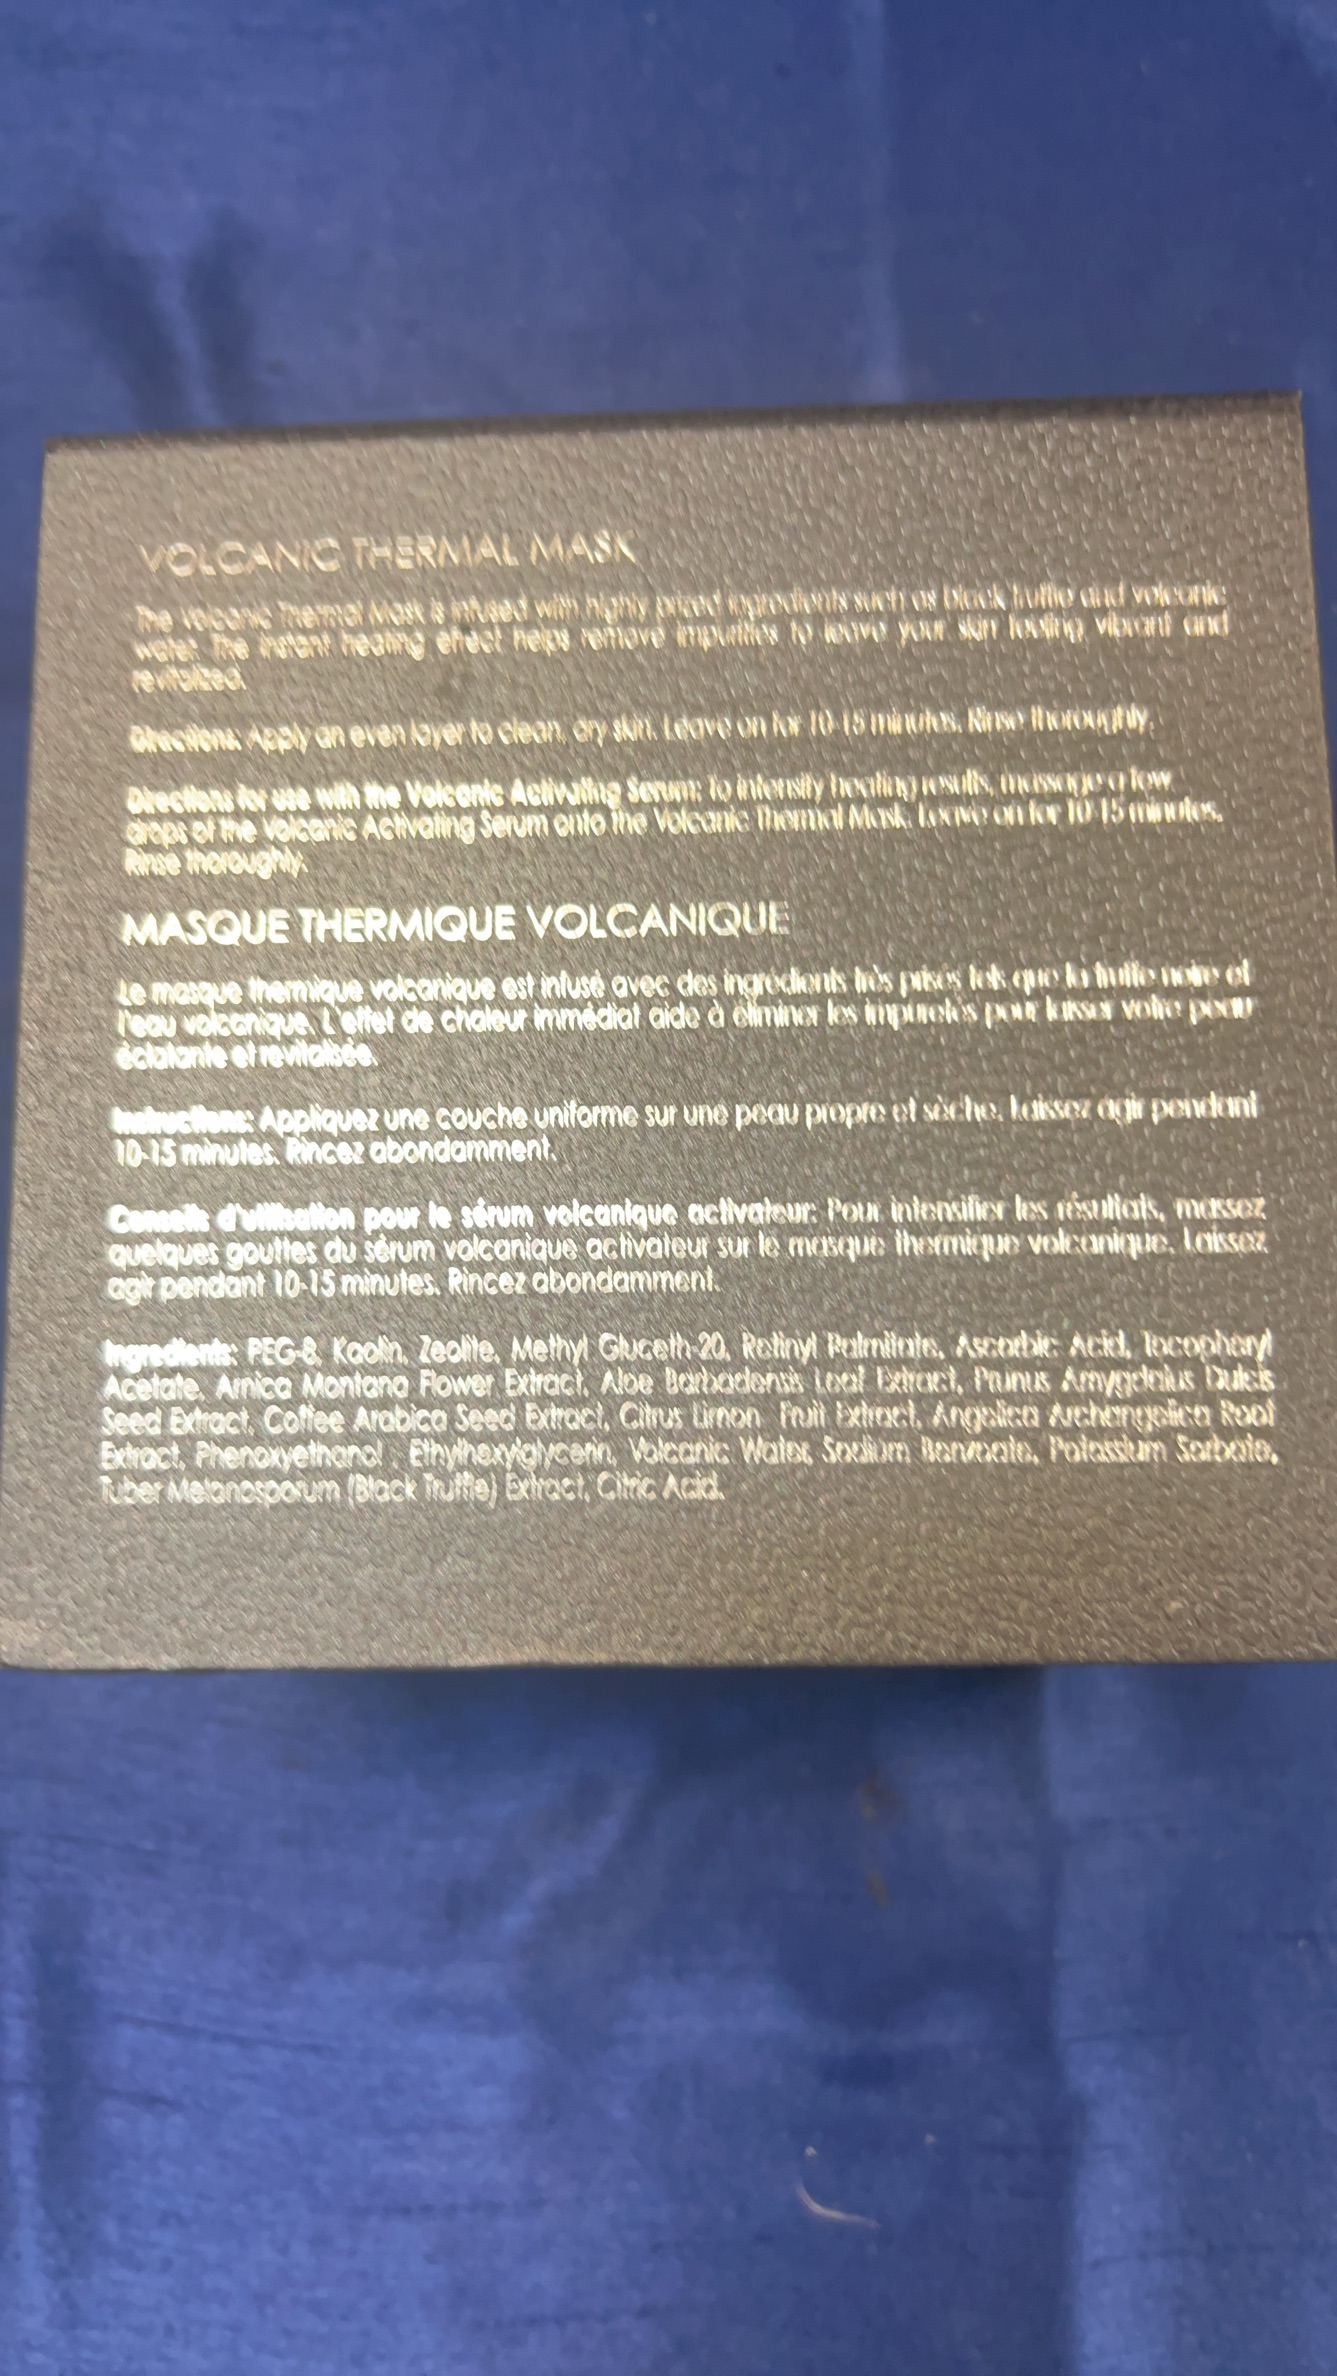 VOLCANIC THERMAL MASK
The Volcanic Thermal Mask is infused with highly prized ingredients such as black truffle and volcanic
water. The instant heating effect helps remove impurities to leave your skin feeling vibrant and
revitalized.
Directions: Apply an even layer to clean, dry skin. Leave on for 10-15 minutes. Rinse thoroughly.
Directions for use with the Volcanic Activating Serum: To intensify heating results, massage a few
drops of the Volcanic Activating Serum onto the Volcanic Thermal Mask. Leave on for 10-15 minutes.
Rinse thoroughly.
MASQUE THERMIQUE VOLCANIQUE
Le masque thermique volcanique est infusé avec des ingrédients très prisés tels que la truffe noire et
l'eau volcanique. L'effet de chaleur immédiat aide à éliminer les impuretés pour laisser votre peau
éclatante et revitalisée.
Instructions: Appliquez une couche uniforme sur une peau propre et sèche. Laissez agir pendant
10-15 minutes. Rincez abondamment.
Conseils d'utilisation pour le sérum volcanique activateur: Pour intensifier les résultats, massez
quelques gouttes du sérum volcanique activateur sur le masque thermique volcanique. Laissez
agir pendant 10-15 minutes. Rincez abondamment.
Ingredients: PEG-8, Kaolin, Zeolite, Methyl Gluceth-20, Retinyl Palmitate, Ascorbic Acid, Tocopheryl
Acetate, Arnica Montana Flower Extract, Aloe Barbadensis Leaf Extract, Prunus Amygdalus Dulcis
Seed Extract, Coffee Arabica Seed Extract, Citrus Limon Fruit Extract, Angelica Archangelica Root
Extract, Phenoxyethanol , Ethylhexylglycerin, Volcanic Water, Sodium Benzoate, Potassium Sorbate,
Tuber Melanosporum (Black Truffle) Extract, Citric Acid.